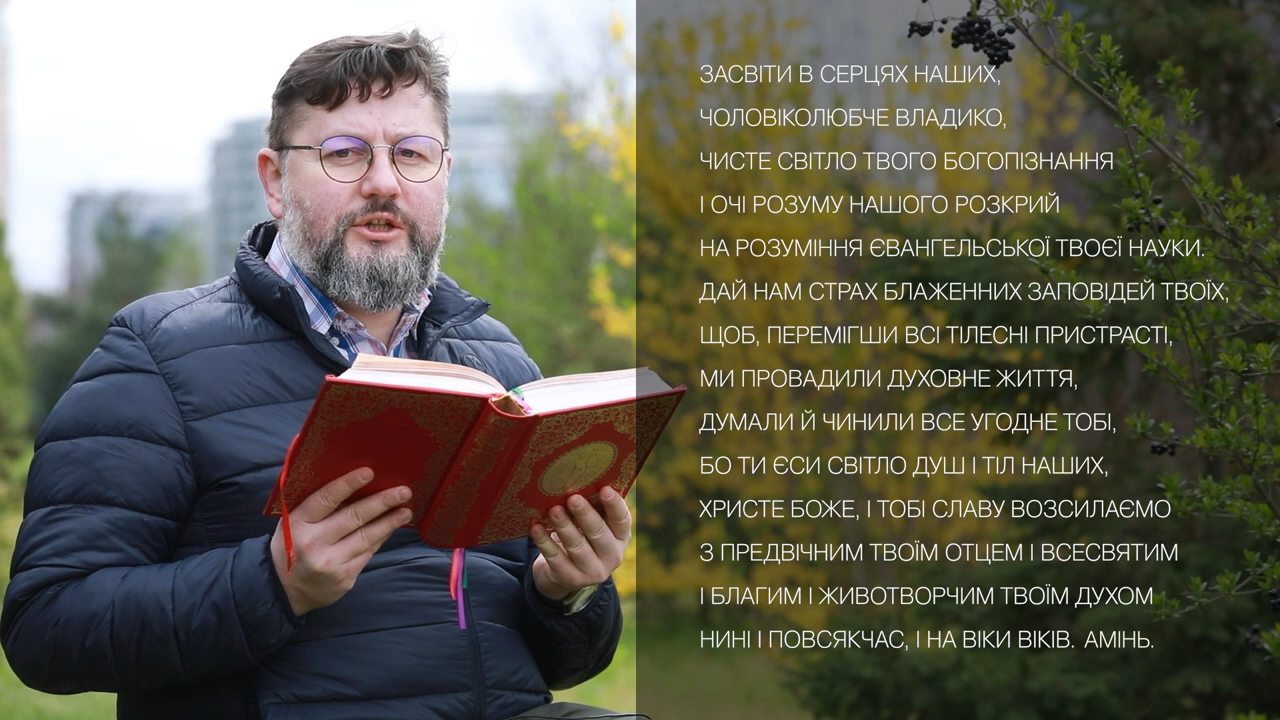 ЗАСВІТИ В СЕРЦЯХ НАШИХ,
ЧОЛОВІКОЛЮБЧЕ ВЛАДИКО,
ЧИСТЕ СВІТЛО ТВОГО БОГОПІЗНАННЯ
І ОЧІ РОЗУМУ НАШОГО РОЗКРИЙ
НА РОЗУМІННЯ ЄВАНГЕЛЬСЬКОЇ ТВОЄЇ НАУКИ.
ДАЙ НАМ СТРАХ БЛАЖЕННИХ ЗАПОВІДЕЙ ТВОЇХ,
ЩОБ, ПЕРЕМІГШИ ВСІ ТІЛЕСНІ ПРИСТРАСТІ,
МИ ПРОВАДИЛИ ДУХОВНЕ ЖИТТЯ,
ДУМАЛИ Й ЧИНИЛИ ВСЕ УГОДНЕ ТОБІ,
БО ТИ ЄСИ СВІТЛО ДУШ І ТІЛ НАШИХ,
ХРИСТЕ БОЖЕ, І ТОБІ СЛАВУ ВОЗСИЛАЄМО
З ПРЕДВІЧНИМ ТВОЇМ ОТЦЕМ І ВСЕСВЯТИМ
І БЛАГИМ І ЖИВОТВОРЧИМ ТВОЇМ ДУХОМ
НИНІ І ПОВСЯКЧАС, І НА ВІКИ ВІКІВ. АМІНЬ.